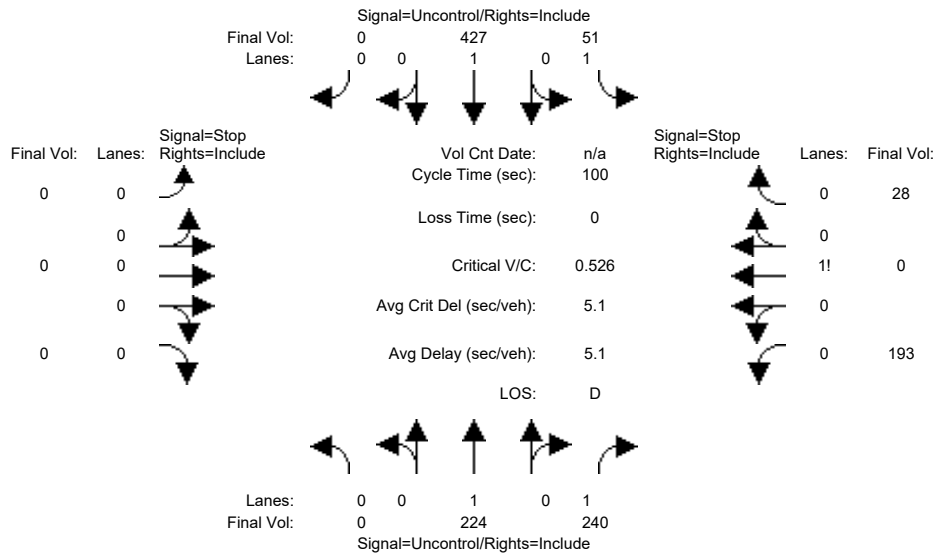 Signal=Uncontrol/Rights=Include
Final Vol: 0 427 51
Lanes: 0 0 1 0 1
Signal=Stop
Final Vol: Lanes: Rights=Include
Vol Cnt Date: n/a
Signal=Stop
Rights=Include Lanes: Final Vol:
Cycle Time (sec): 100
0 0
0 28
Loss Time (sec): 0
0
0
0 0
Critical V/C: 0.526
1! 0
0
Avg Crit Del (sec/veh): 5.1
0
0 0
Avg Delay (sec/veh): 5.1
0 193
LOS: D
Lanes: 0 0 1 0 1
Final Vol: 0 224 240
Signal=Uncontrol/Rights=Include